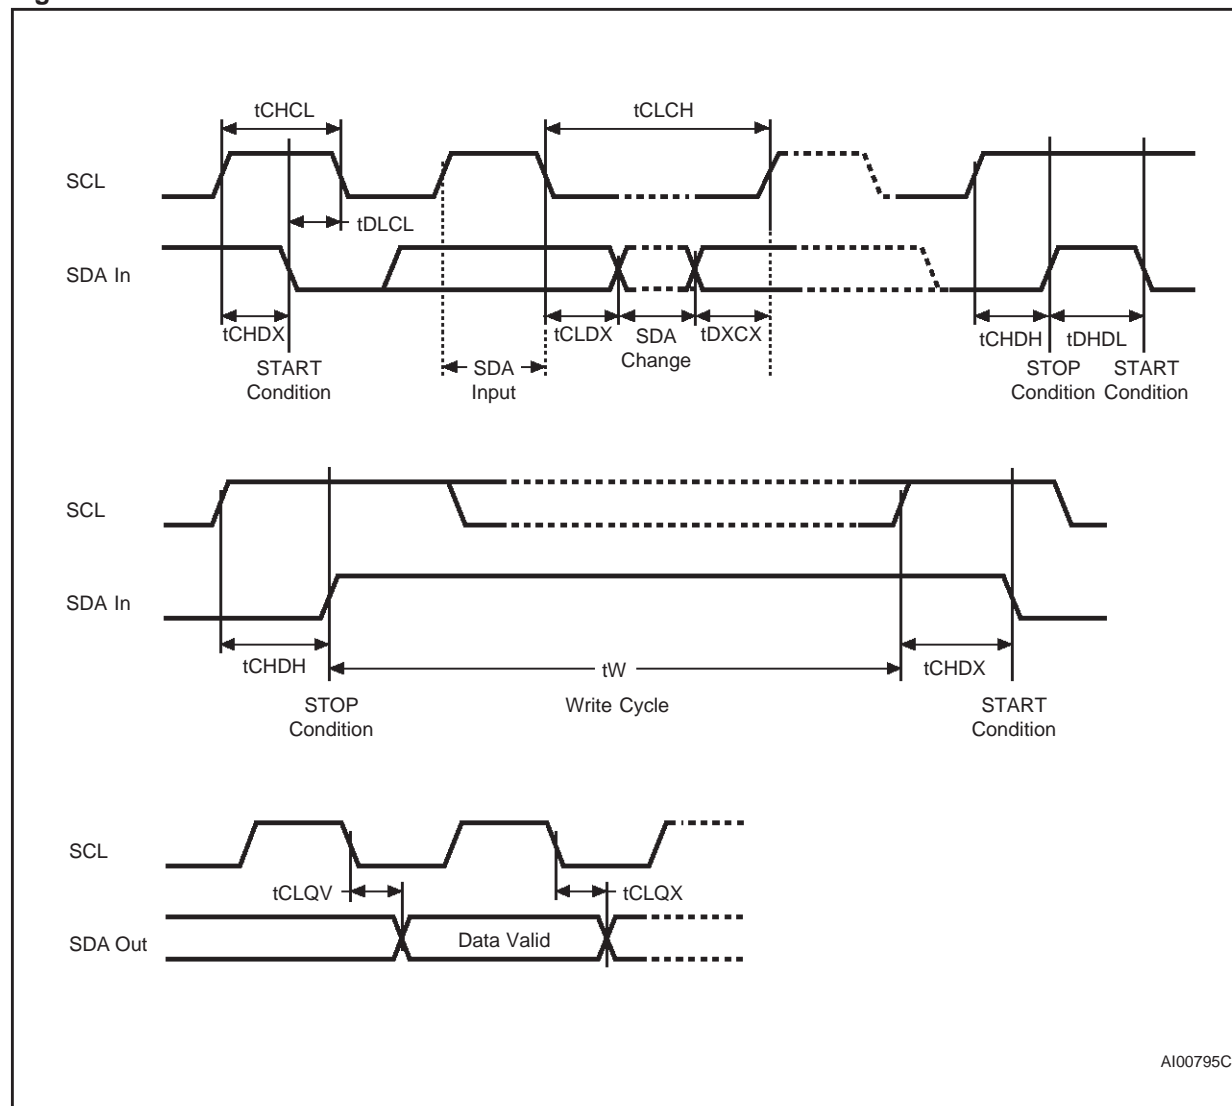 tCHCL
tCLCH
SCL
tDLCL
SDA In
tCHDX
tCLDX
SDA
Change
tDXCX
tCHDH
tDHDL
START
Condition
SDA
Input
STOP
Condition
START
Condition
SCL
SDA In
tCHDH
tW
tCHDX
STOP
Condition
Write Cycle
START
Condition
SCL
tCLQV
tCLQX
SDA Out
Data Valid
AI00795C